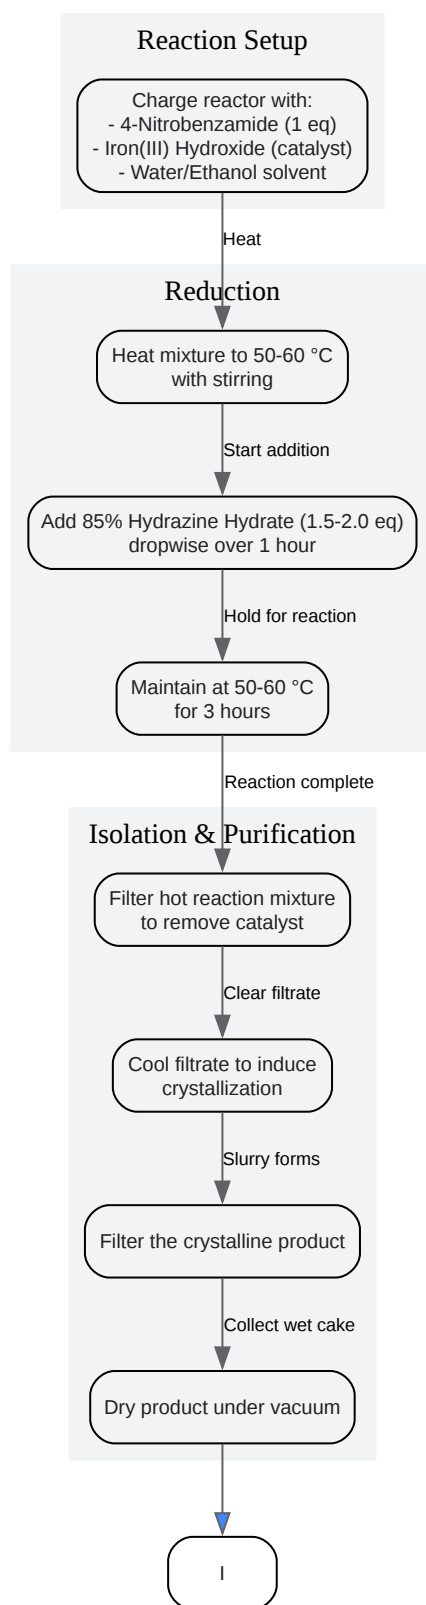 Reaction Setup
Charge reactor with:
- 4-Nitrobenzamide (1 eq)
- Iron(III) Hydroxide (catalyst)
- Water/Ethanol solvent
Heat
Reduction
Heat mixture to 50-60 °C
with stirring
Start addition
Add 85% Hydrazine Hydrate (1.5-2.0 eq)
dropwise over 1 hour
Hold for reaction
Maintain at 50-60 °C
for 3 hours
Reaction complete
Isolation & Purification
Filter hot reaction mixture
to remove catalyst
Clear filtrate
Cool filtrate to induce
crystallization
Slurry forms
Filter the crystalline product
Collect wet cake
Dry product under vacuum
I